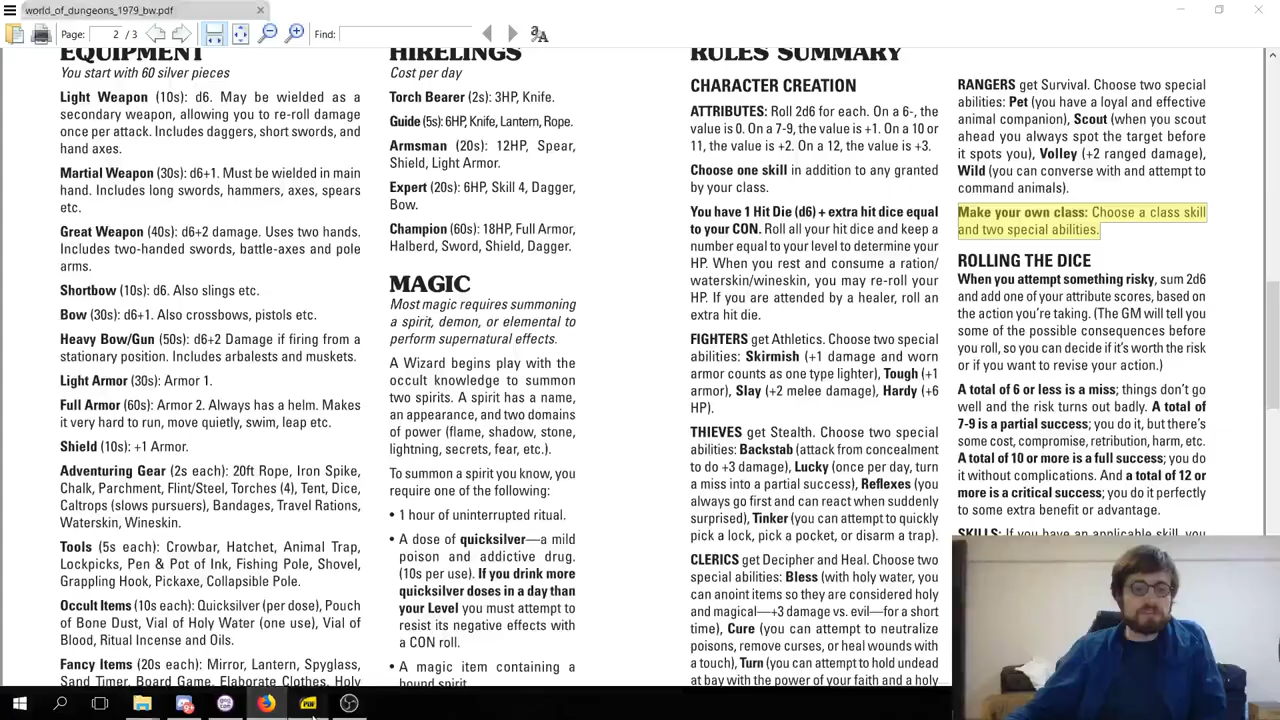 world_of_dungeons_1979_bw.pdf
Page: 2 / 3
Find:
EQUIPMENT
You start with 60 silver pieces
Light Weapon (10s): d6. May be wielded as a
secondary weapon, allowing you to re-roll damage
once per attack. Includes daggers, short swords, and
hand axes.
Martial Weapon (30s): d6+1. Must be wielded in main
hand. Includes long swords, hammers, axes, spears
etc.
Great Weapon (40s): d6+2 damage. Uses two hands.
Includes two-handed swords, battle-axes and pole
arms.
Shortbow (10s): d6. Also slings etc.
Bow (30s): d6+1. Also crossbows, pistols etc.
Heavy Bow/Gun (50s): d6+2 Damage if firing from a
stationary position. Includes arbalests and muskets.
Light Armor (30s): Armor 1.
Full Armor (60s): Armor 2. Always has a helm. Makes
it very hard to run, move quietly, swim, leap etc.
Shield (10s): +1 Armor.
Adventuring Gear (2s each): 20ft Rope, Iron Spike,
Chalk, Parchment, Flint/Steel, Torches (4), Tent, Dice,
Caltrops (slows pursuers), Bandages, Travel Rations,
Waterskin, Wineskin.
Tools (5s each): Crowbar, Hatchet, Animal Trap,
Lockpicks, Pen & Pot of Ink, Fishing Pole, Shovel,
Grappling Hook, Pickaxe, Collapsible Pole.
Occult Items (10s each): Quicksilver (per dose), Pouch
of Bone Dust, Vial of Holy Water (one use), Vial of
Blood, Ritual Incense and Oils.
Fancy Items (20s each): Mirror, Lantern, Spyglass,
Sand Timer, Board Game, Elaborate Clothes, Holy
HIRELINGS
Cost per day
Torch Bearer (2s): 3HP, Knife.
Guide (5s): 6HP, Knife, Lantern, Rope.
Armsman (20s): 12HP, Spear,
Shield, Light Armor.
Expert (20s): 6HP, Skill 4, Dagger,
Bow.
Champion (60s): 18HP, Full Armor,
Halberd, Sword, Shield, Dagger.
MAGIC
Most magic requires summoning
a spirit, demon, or elemental to
perform supernatural effects.
A Wizard begins play with the
occult knowledge to summon
two spirits. A spirit has a name,
an appearance, and two domains
of power (flame, shadow, stone,
lightning, secrets, fear, etc.).
To summon a spirit you know, you
require one of the following:
• 1 hour of uninterrupted ritual.
• A dose of quicksilver—a mild
poison and addictive drug.
(10s per use). If you drink more
quicksilver doses in a day than
your Level you must attempt to
resist its negative effects with
a CON roll.
• A magic item containing a
bound spirit.
RULES SUMMARY
CHARACTER CREATION
ATTRIBUTES: Roll 2d6 for each. On a 6-, the
value is 0. On a 7-9, the value is +1. On a 10 or
11, the value is +2. On a 12, the value is +3.
Choose one skill in addition to any granted
by your class.
You have 1 Hit Die (d6) + extra hit dice equal
to your CON. Roll all your hit dice and keep a
number equal to your level to determine your
HP. When you rest and consume a ration/
waterskin/wineskin, you may re-roll your
HP. If you are attended by a healer, roll an
extra hit die.
FIGHTERS get Athletics. Choose two special
abilities: Skirmish (+1 damage and worn
armor counts as one type lighter), Tough (+1
armor), Slay (+2 melee damage), Hardy (+6
HP).
THIEVES get Stealth. Choose two special
abilities: Backstab (attack from concealment
to do +3 damage), Lucky (once per day, turn
a miss into a partial success), Reflexes (you
always go first and can react when suddenly
surprised), Tinker (you can attempt to quickly
pick a lock, pick a pocket, or disarm a trap).
CLERICS get Decipher and Heal. Choose two
special abilities: Bless (with holy water, you
can anoint items so they are considered holy
and magical—+3 damage vs. evil—for a short
time), Cure (you can attempt to neutralize
poisons, remove curses, or heal wounds with
a touch), Turn (you can attempt to hold undead
at bay with the power of your faith and a holy
RANGERS get Survival. Choose two special
abilities: Pet (you have a loyal and effective
animal companion), Scout (when you scout
ahead you always spot the target before
it spots you), Volley (+2 ranged damage),
Wild (you can converse with and attempt to
command animals).
Make your own class: Choose a class skill
and two special abilities.
ROLLING THE DICE
When you attempt something risky, sum 2d6
and add one of your attribute scores, based on
the action you're taking. (The GM will tell you
some of the possible consequences before
you roll, so you can decide if it's worth the risk
or if you want to revise your action.)
A total of 6 or less is a miss; things don't go
well and the risk turns out badly. A total of
7-9 is a partial success; you do it, but there's
some cost, compromise, retribution, harm, etc.
A total of 10 or more is a full success; you do
it without complications. And a total of 12 or
more is a critical success; you do it perfectly
to some extra benefit or advantage.
SKILLS: If you have an applicable skill, you
PDF